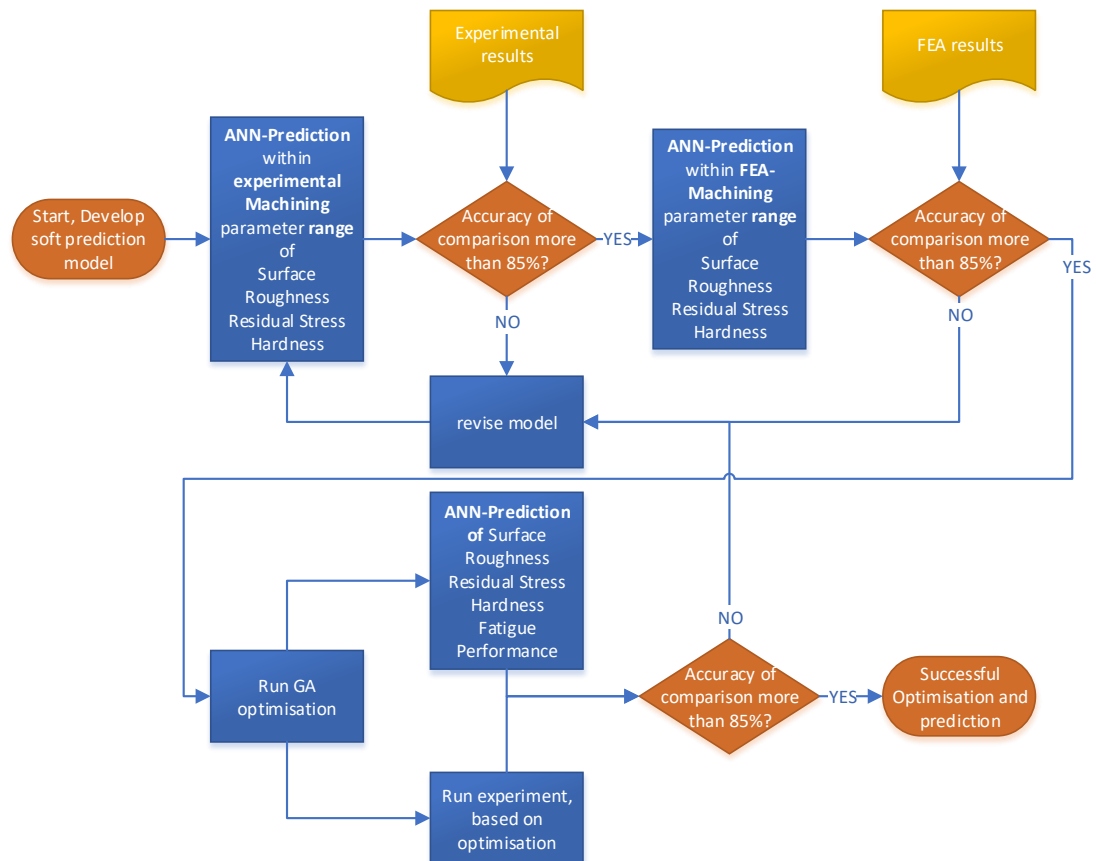 Experimental
results
FEA results
Start, Develop
soft prediction
model
ANN-Prediction
within
experimental
Machining
parameter range
of
Surface
Roughness
Residual Stress
Hardness
Accuracy of
comparison more
than 85%?
YES
ANN-Prediction
within FEA-
Machining
parameter range
of
Surface
Roughness
Residual Stress
Hardness
Accuracy of
comparison more
than 85%?
YES
NO
NO
revise model
ANN-Prediction
of Surface
Roughness
Residual Stress
Hardness
Fatigue
Performance
NO
Run GA
optimisation
Accuracy of
comparison more
than 85%?
YES
Successful
Optimisation and
prediction
Run experiment,
based on
optimisation